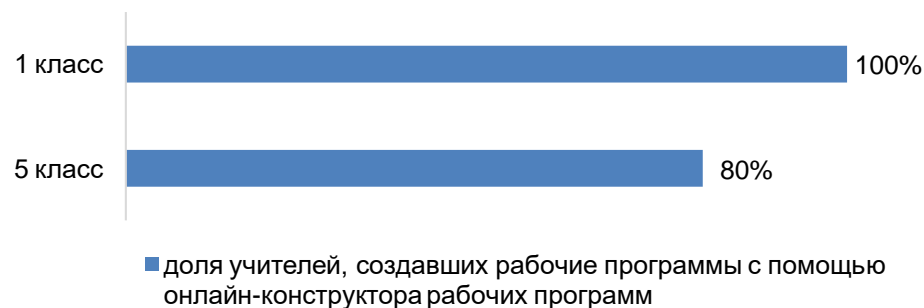 1 класс
100%
5 класс
80%
доля учителей, создавших рабочие программы с помощью
онлайн-конструктора рабочих программ